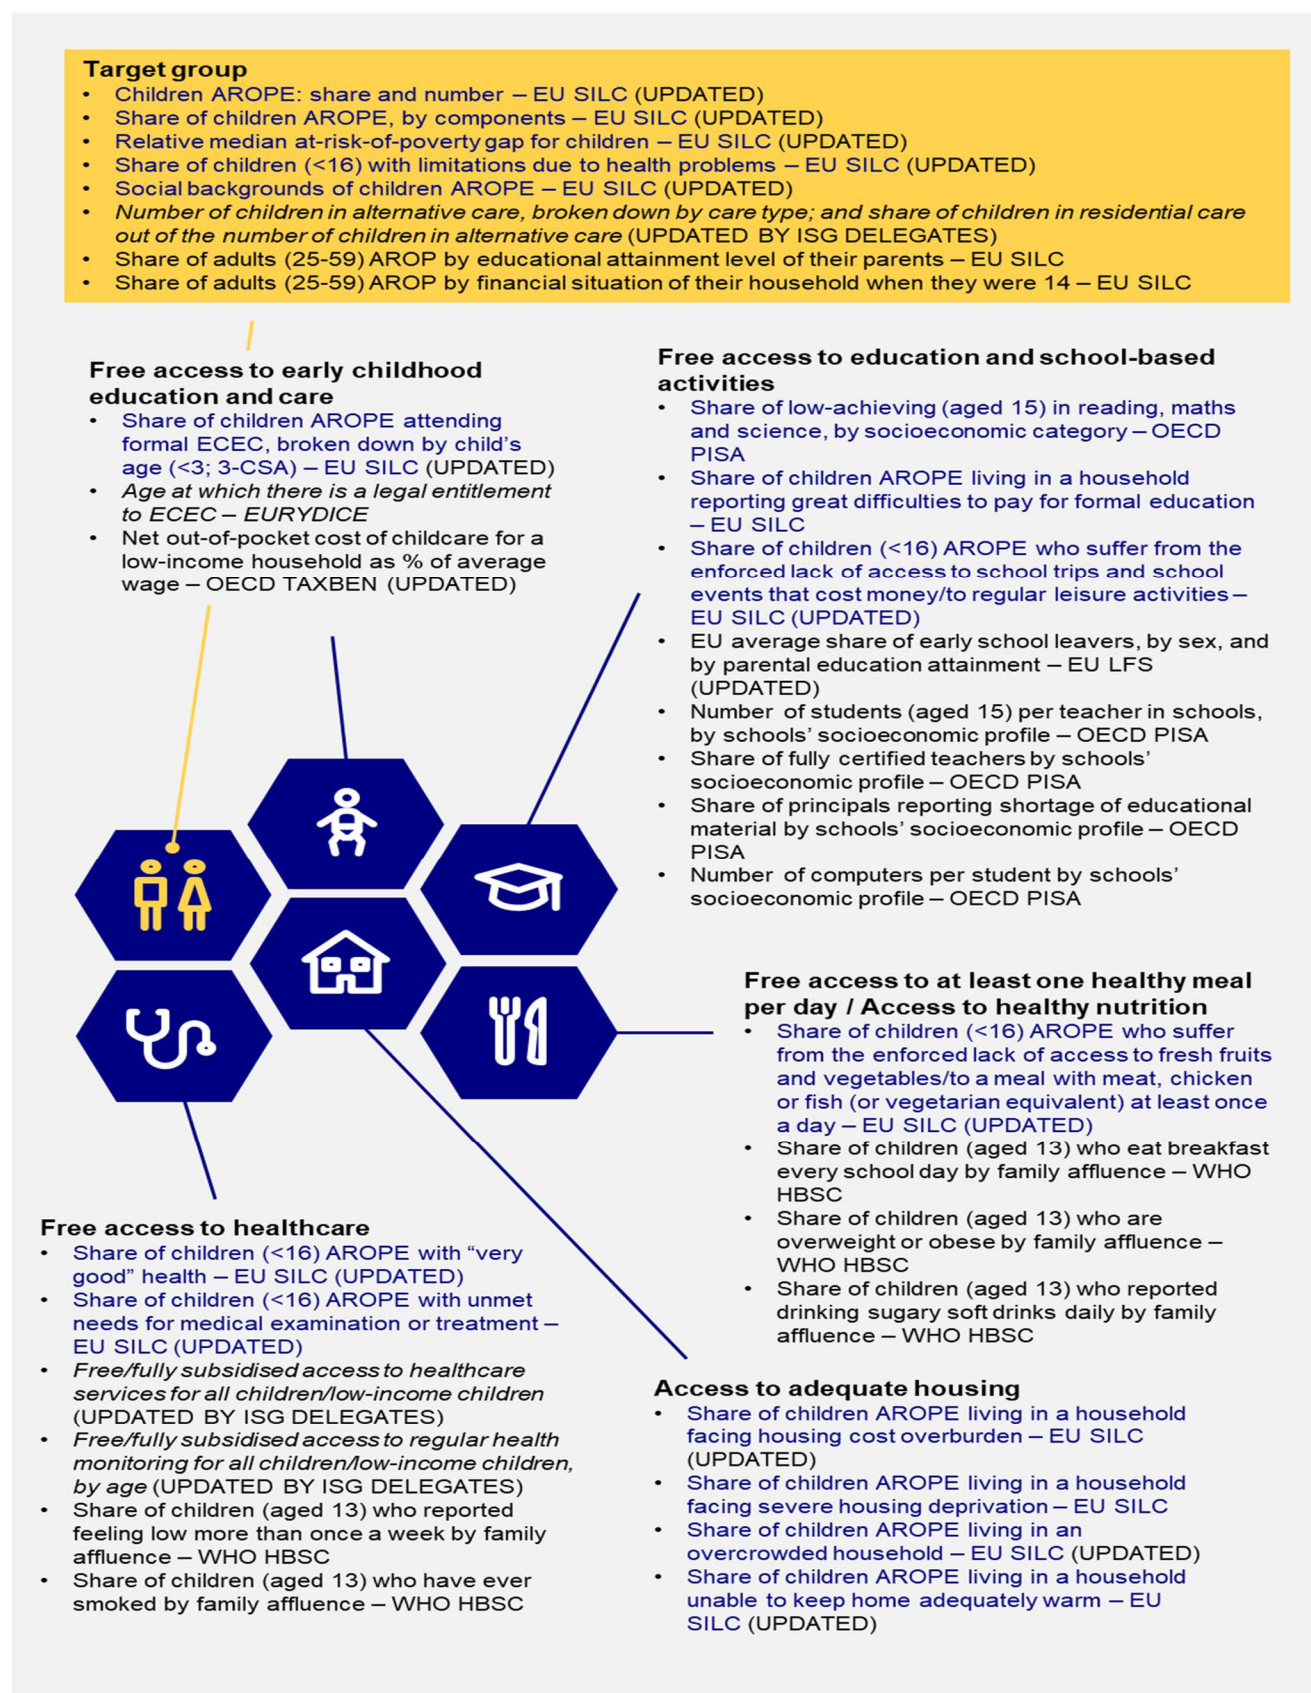 Target group
• Children AROPE: share and number – EU SILC (UPDATED)
• Share of children AROPE, by components – EU SILC (UPDATED)
• Relative median at-risk-of-poverty gap for children – EU SILC (UPDATED)
• Share of children (<16) with limitations due to health problems – EU SILC (UPDATED)
• Social backgrounds of children AROPE – EU SILC (UPDATED)
• Number of children in alternative care, broken down by care type; and share of children in residential care
out of the number of children in alternative care (UPDATED BY ISG DELEGATES)
• Share of adults (25-59) AROP by educational attainment level of their parents – EU SILC
• Share of adults (25-59) AROP by financial situation of their household when they were 14 – EU SILC
Free access to early childhood
education and care
• Share of children AROPE attending
formal ECEC, broken down by child's
age (<3; 3-CSA) – EU SILC (UPDATED)
• Age at which there is a legal entitlement
to ECEC – EURYDICE
• Net out-of-pocket cost of childcare for a
low-income household as % of average
wage – OECD TAXBEN (UPDATED)
Free access to education and school-based
activities
• Share of low-achieving (aged 15) in reading, maths
and science, by socioeconomic category – OECD
PISA
• Share of children AROPE living in a household
reporting great difficulties to pay for formal education
– EU SILC
• Share of children (<16) AROPE who suffer from the
enforced lack of access to school trips and school
events that cost money/to regular leisure activities –
EU SILC (UPDATED)
• EU average share of early school leavers, by sex, and
by parental education attainment – EU LFS
(UPDATED)
• Number of students (aged 15) per teacher in schools,
by schools' socioeconomic profile – OECD PISA
• Share of fully certified teachers by schools'
socioeconomic profile – OECD PISA
• Share of principals reporting shortage of educational
material by schools' socioeconomic profile – OECD
PISA
• Number of computers per student by schools'
socioeconomic profile – OECD PISA
Free access to at least one healthy meal
per day / Access to healthy nutrition
• Share of children (<16) AROPE who suffer
from the enforced lack of access to fresh fruits
and vegetables/to a meal with meat, chicken
or fish (or vegetarian equivalent) at least once
a day – EU SILC (UPDATED)
• Share of children (aged 13) who eat breakfast
every school day by family affluence – WHO
HBSC
• Share of children (aged 13) who are
overweight or obese by family affluence –
WHO HBSC
• Share of children (aged 13) who reported
drinking sugary soft drinks daily by family
affluence – WHO HBSC
Free access to healthcare
• Share of children (<16) AROPE with “very
good” health – EU SILC (UPDATED)
• Share of children (<16) AROPE with unmet
needs for medical examination or treatment –
EU SILC (UPDATED)
• Free/fully subsidised access to healthcare
services for all children/low-income children
(UPDATED BY ISG DELEGATES)
• Free/fully subsidised access to regular health
monitoring for all children/low-income children,
by age (UPDATED BY ISG DELEGATES)
• Share of children (aged 13) who reported
feeling low more than once a week by family
affluence – WHO HBSC
• Share of children (aged 13) who have ever
smoked by family affluence – WHO HBSC
Access to adequate housing
• Share of children AROPE living in a household
facing housing cost overburden – EU SILC
(UPDATED)
• Share of children AROPE living in a household
facing severe housing deprivation – EU SILC
• Share of children AROPE living in an
overcrowded household – EU SILC (UPDATED)
• Share of children AROPE living in a household
unable to keep home adequately warm – EU
SILC (UPDATED)